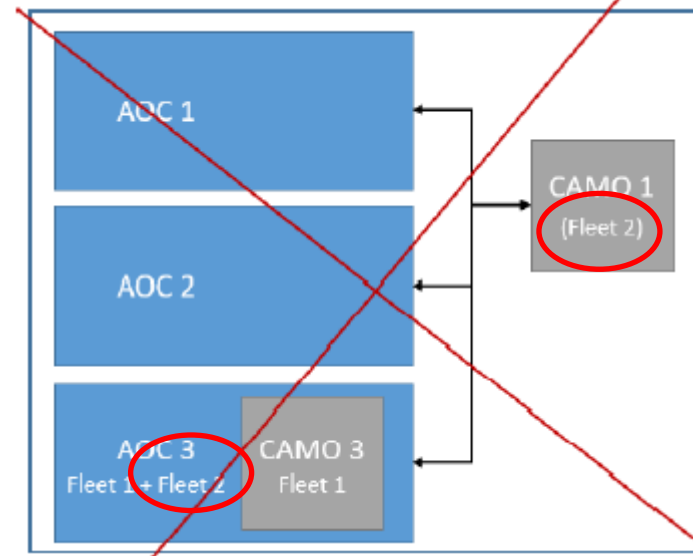 AOC 1
CAMO 1
(Fleet 2)
AOC 2
AOC 3
Fleet 1 + Fleet 2
CAMO 3
Fleet 1